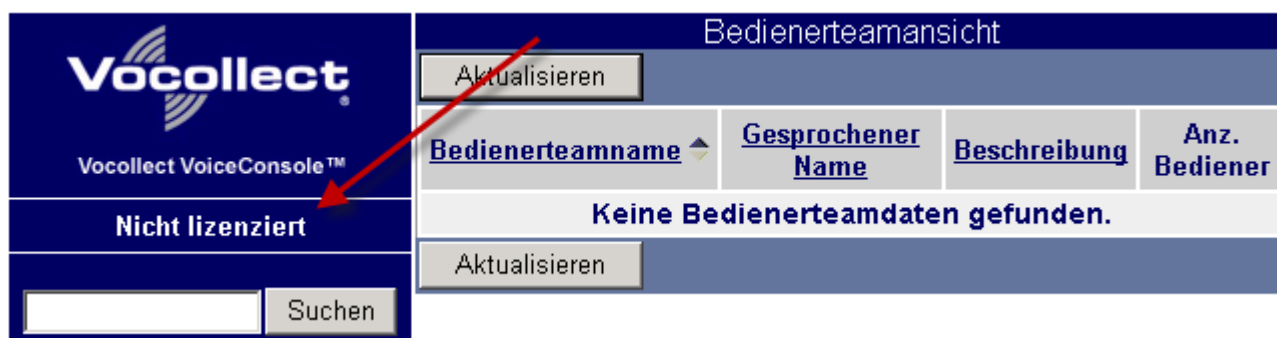 Vocollect®
Vocollect VoiceConsole™
Nicht lizenziert
Suchen
Bedienerteamansicht
Aktualisieren
Bedienerteamname
Gesprochener
Name
Beschreibung
Anz.
Bediener
Keine Bedienerteamdaten gefunden.
Aktualisieren